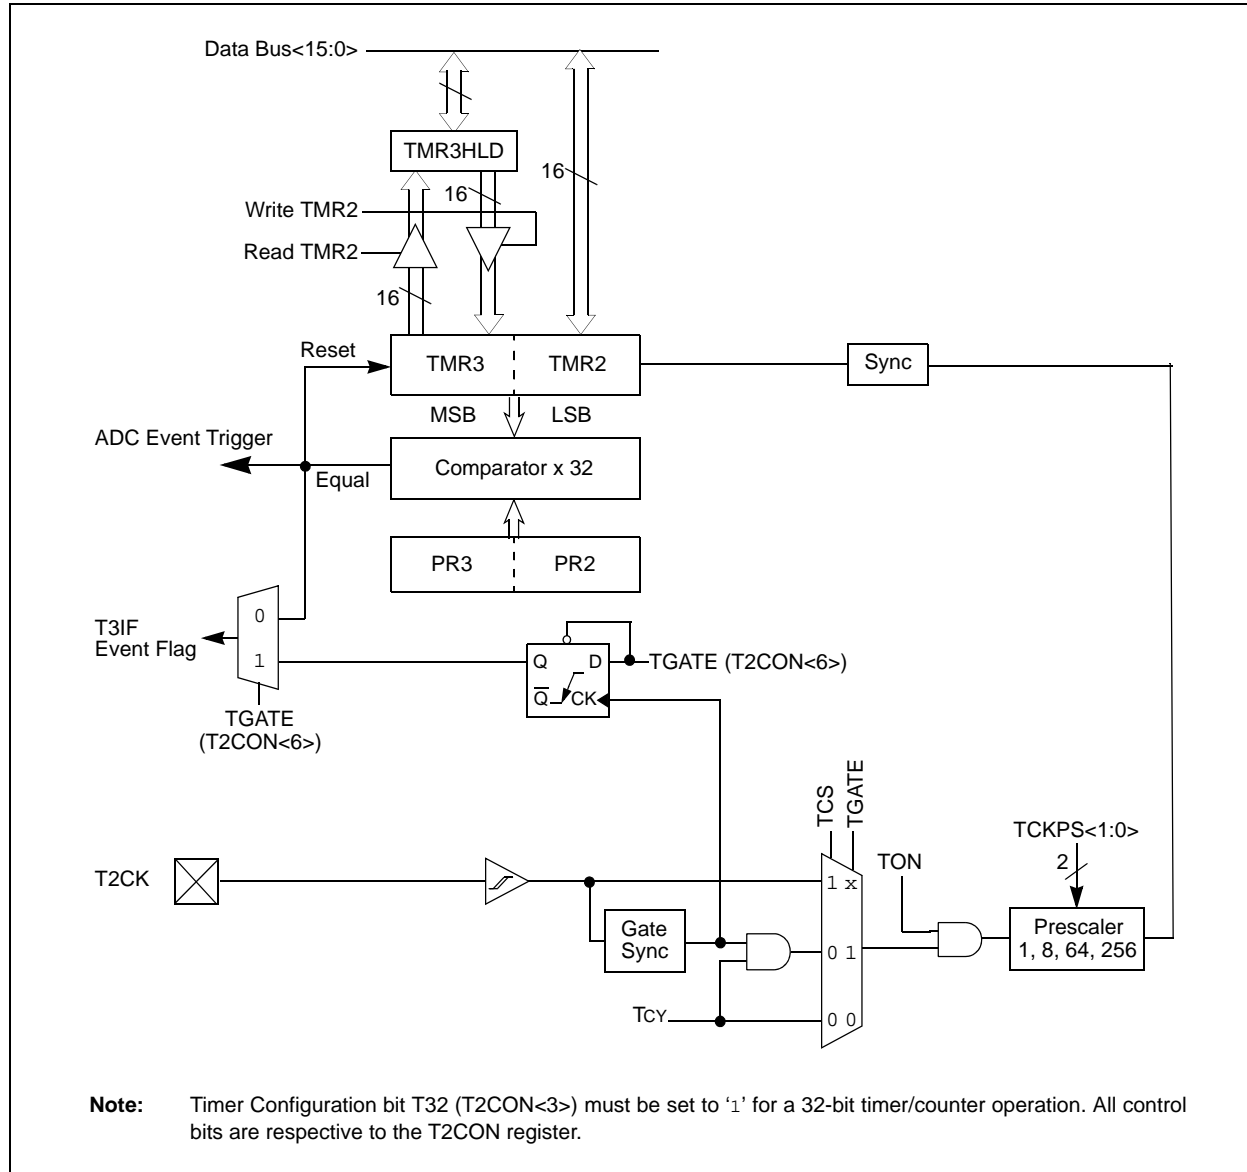 Data Bus<15:0>
TMR3HLD
16
16
Write TMR2
Read TMR2
16
Reset
TMR3
TMR2
Sync
MSB
LSB
ADC Event Trigger
Equal
Comparator x 32
PR3
PR2
0
T3IF
Event Flag
1
Q
D
TGATE (T2CON<6>)
Q
CK
TGATE
(T2CON<6>)
TCS
TGATE
TCKPS<1:0>
2
TON
T2CK
1 x
Gate
Sync
0 1
Prescaler
1, 8, 64, 256
TCY
0 0
Note: Timer Configuration bit T32 (T2CON<3>) must be set to ‘1’ for a 32-bit timer/counter operation. All control
bits are respective to the T2CON register.